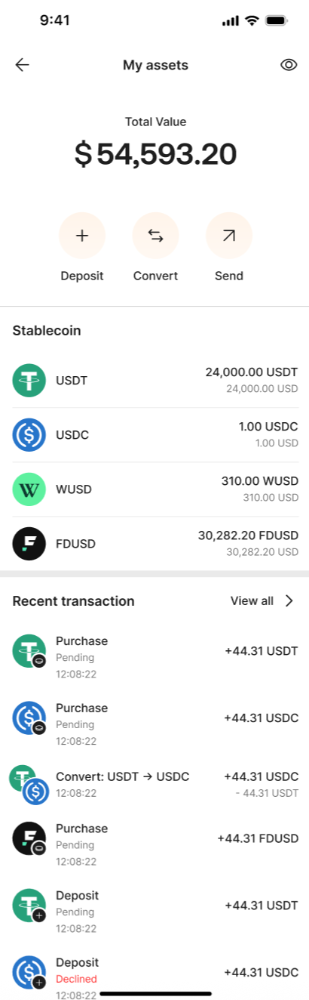 9:41
My assets
Total Value
$54,593.20
Deposit Convert Send
Stablecoin
USDT
24,000.00 USDT
24,000.00 USD
USDC
1.00 USDC
1.00 USD
WUSD
310.00 WUSD
310.00 USD
FDUSD
30,282.20 FDUSD
30,282.20 USD
Recent transaction
View all
Purchase
Pending
12:08:22
+44.31 USDT
Purchase
Pending
12:08:22
+44.31 USDC
Convert: USDT → USDC
12:08:22
+44.31 USDC
- 44.31 USDT
Purchase
Pending
12:08:22
+44.31 FDUSD
Deposit
Pending
12:08:22
+44.31 USDT
Deposit
Declined
12:08:22
+44.31 USDC